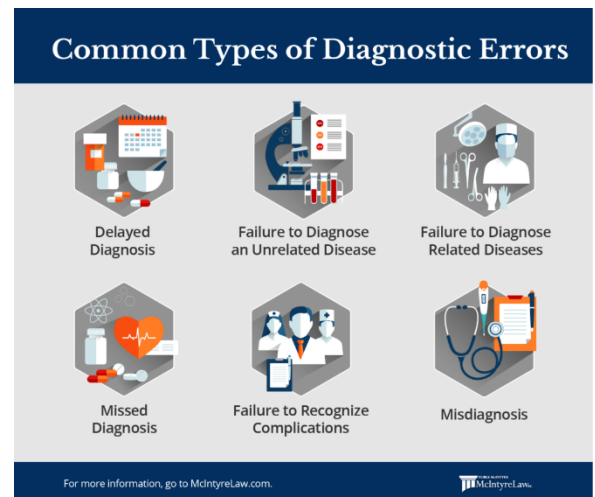 Common Types of Diagnostic Errors
Delayed
Diagnosis
Failure to Diagnose
an Unrelated Disease
Failure to Diagnose
Related Diseases
Missed
Diagnosis
Failure to Recognize
Complications
Misdiagnosis
For more information, go to McIntyreLaw.com.
McIntyreLaw